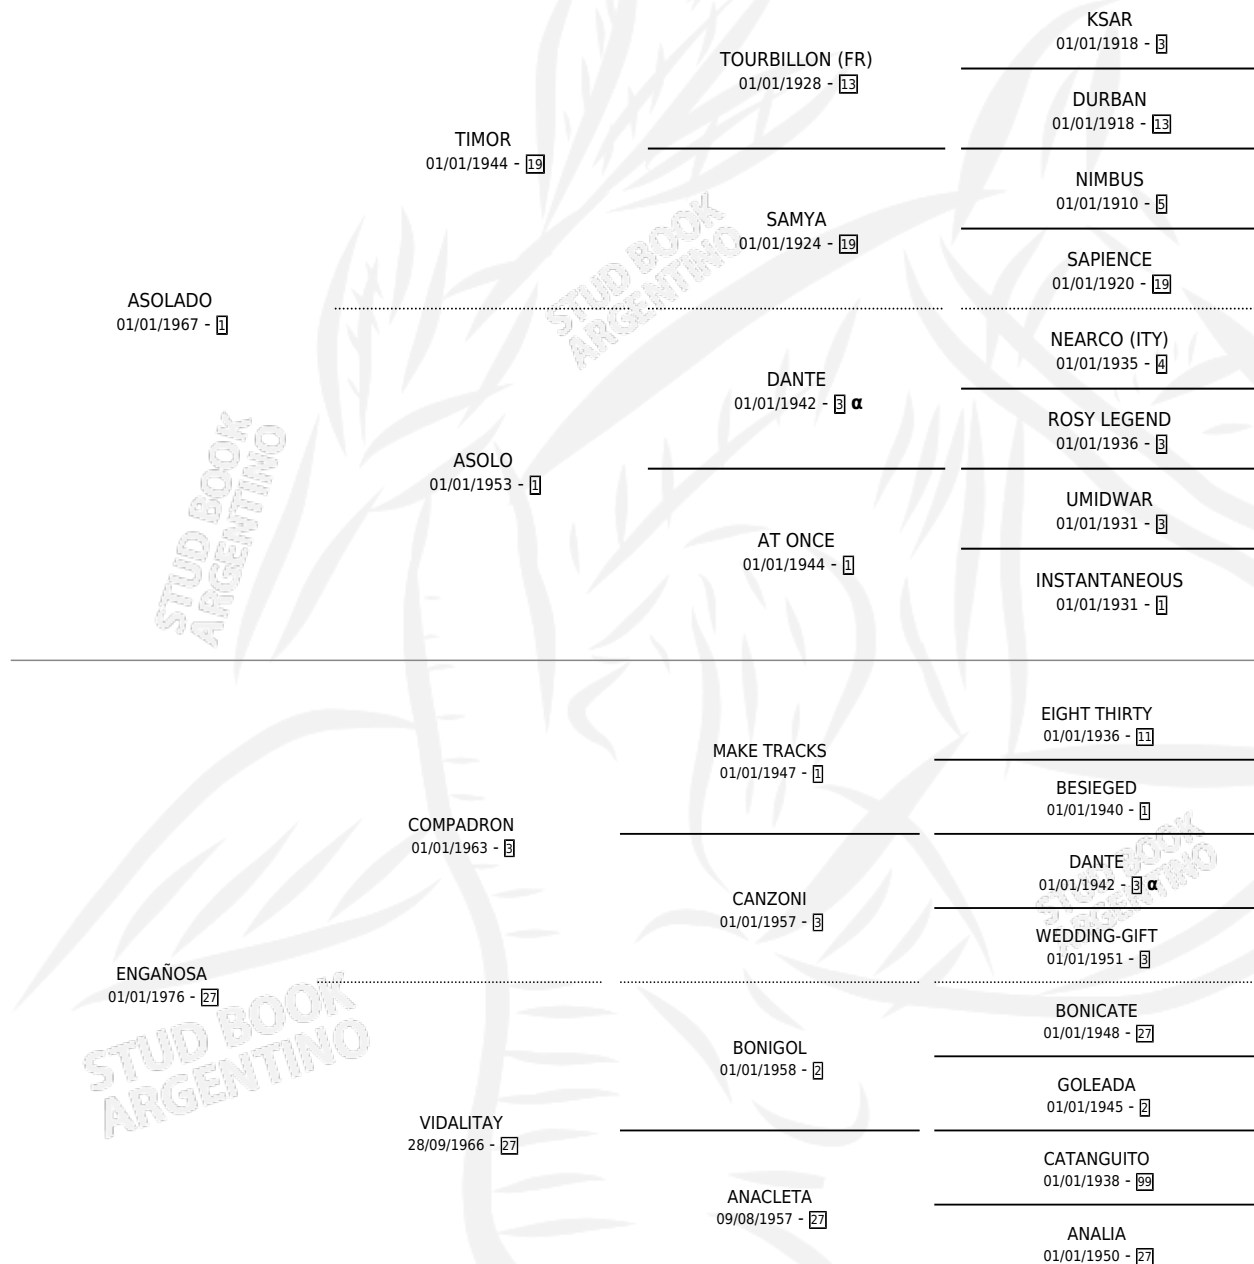 KSAR
01/01/1918 - 3
TOURBILLON (FR)
01/01/1928 - 13
DURBAN
01/01/1918 - 13
TIMOR
01/01/1944 - 19
NIMBUS
01/01/1910 - 5
SAMYA
01/01/1924 - 19
SAPIENCE
01/01/1920 - 19
ASOLADO
01/01/1967 - 1
NEARCO (ITY)
01/01/1935 - 4
DANTE
01/01/1942 - 3 α
ROSY LEGEND
01/01/1936 - 3
ASOLO
01/01/1953 - 1
UMIDWAR
01/01/1931 - 3
AT ONCE
01/01/1944 - 1
INSTANTANEOUS
01/01/1931 - 1
EIGHT THIRTY
01/01/1936 - 11
MAKE TRACKS
01/01/1947 - 1
BESIEGED
01/01/1940 - 1
COMPADRON
01/01/1963 - 3
DANTE
01/01/1942 - 3 α
CANZONI
01/01/1957 - 3
WEDDING-GIFT
01/01/1951 - 3
ENGAÑOSA
01/01/1976 - 27
BONICATE
01/01/1948 - 27
BONIGOL
01/01/1958 - 2
GOLEADA
01/01/1945 - 2
VIDALITAY
28/09/1966 - 27
CATANGUITO
01/01/1938 - 99
ANACLETA
09/08/1957 - 27
ANALIA
01/01/1950 - 27
STUD BOOK
ARGENTINO
STUD BOOK
ARGENTINO
STUD BOOK
ARGENTINO
STUD BOOK
ARGENTINO